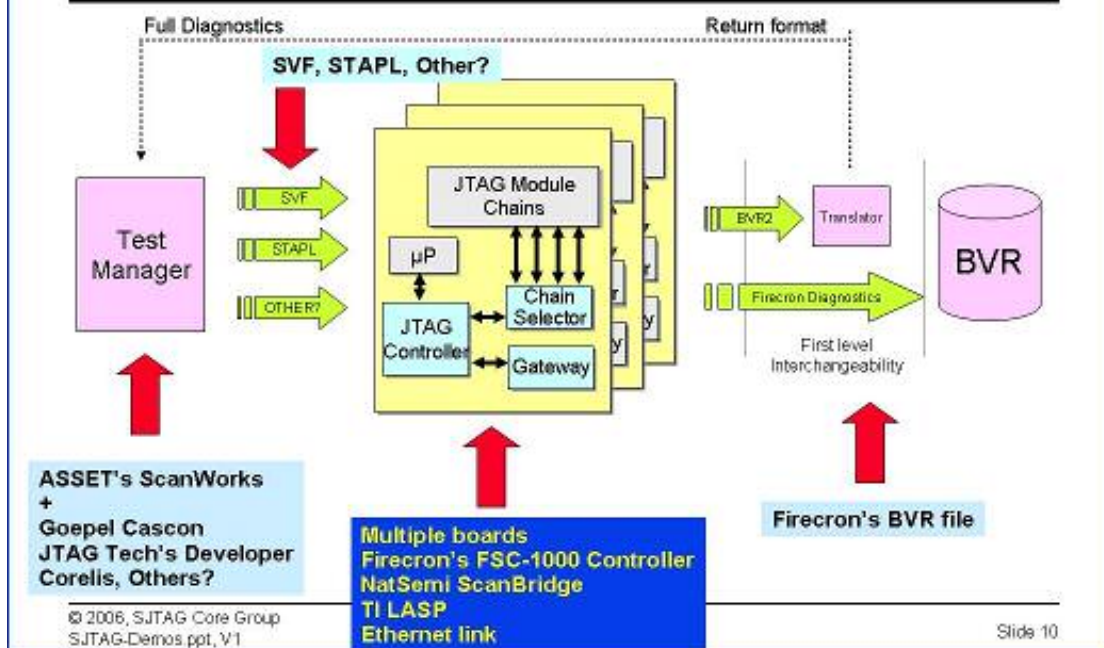 Full Diagnostics
Return format
SVF, STAPL, Other?
Test
Manager
SVF
STAPL
OTHER?
JTAG Module
Chains
µP
JTAG
Controller
Chain
Selector
Gateway
r
y
BVR2
Translator
Firecron Diagnostics
First level
Interchangeability
BVR
ASSET's ScanWorks
+
Goepel Cascon
JTAG Tech's Developer
Corelis, Others?
Multiple boards
Firecron's FSC-1000 Controller
NatSemi ScanBridge
TI LASP
Ethernet link
Firecron's BVR file
© 2006, SJTAG Core Group
SJTAG-Demos.ppt, V1
Slide 10